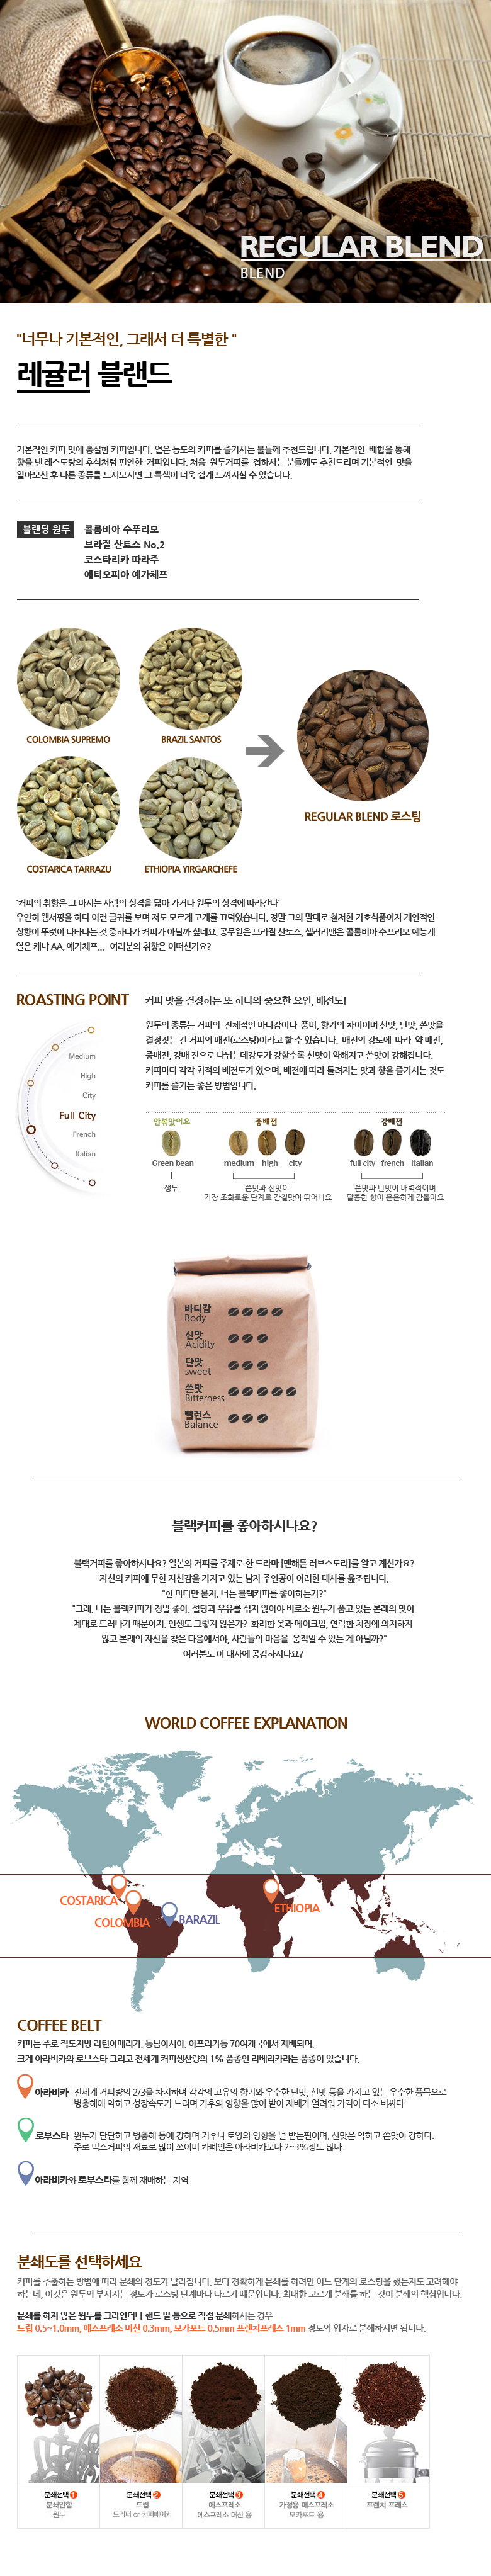 REGULAR BLEND
BLEND
"너무나 기본적인, 그래서 더 특별한 "
레귤러 블랜드
기본적인 커피 맛에 충실한 커피입니다. 옅은 농도의 커피를 즐기시는 불들께 추천드립니다. 기본적인 배합을 통해
향을 낸 레스토랑의 후식처럼 편안한 커피입니다. 처음 원두커피를 접하시는 분들께도 추천드리며 기본적인 맛을
알아보신 후 다른 종류를 드셔보시면 그 특색이 더욱 쉽게 느껴지실 수 있습니다.
블랜딩 원두
콜롬비아 수푸리모
브라질 산토스 No.2
코스타리카 따라주
에티오피아 예가체프
COLOMBIA SUPREMO
BRAZIL SANTOS
COSTARICA TARRAZU
ETHIOPIA YIRGARCHEFE
REGULAR BLEND 로스팅
'커피의 취향은 그 마시는 사람의 성격을 닮아 가거나 원두의 성격에 따라간다'
우연히 웹서핑을 하다 이런 글귀를 보며 저도 모르게 고개를 끄덕였습니다. 정말 그의 말대로 철저한 기호식품이자 개인적인
성향이 뚜렷이 나타나는 것 중하나가 커피가 아닐까 싶네요. 공무원은 브라질 산토스, 샐러리맨은 콜롬비아 수프리모 예능계
열은 케냐 AA, 예가체프... 여러분의 취향은 어떠신가요?
ROASTING POINT
커피 맛을 결정하는 또 하나의 중요한 요인, 배전도!
원두의 종류는 커피의 전체적인 바디감이나 풍미, 향기의 차이이며 신맛, 단맛, 쓴맛을
결정짓는 건 커피의 배전(로스팅)이라고 할 수 있습니다. 배전의 강도에 따라 약 배전,
중배전, 강배 전으로 나뉘는데강도가 강할수록 신맛이 약해지고 쓴맛이 강해집니다.
커피마다 각각 최적의 배전도가 있으며, 배전에 따라 틀려지는 맛과 향을 즐기시는 것도
커피를 즐기는 좋은 방법입니다.
Medium
High
City
Full City
French
Italian
안볶았어요
중배전
강배전
Green bean
medium high city
full city french italian
생두
쓴맛과 신맛이
가장 조화로운 단계로 감칠맛이 뛰어나요
쓴맛과 탄맛이 매력적이며
달콤한 향이 은은하게 감돌아요
바디감
Body
신맛
Acidity
단맛
sweet
쓴맛
Bitterness
밸런스
Balance
블랙커피를 좋아하시나요?
블랙커피를 좋아하시나요? 일본의 커피를 주제로 한 드라마 [맨해튼 러브스토리]를 알고 계신가요?
자신의 커피에 무한 자신감을 가지고 있는 남자 주인공이 이러한 대사를 읊조립니다.
"한 마디만 묻지. 너는 블랙커피를 좋아하는가?"
"그래, 나는 블랙커피가 정말 좋아. 설탕과 우유를 섞지 않아야 비로소 원두가 품고 있는 본래의 맛이
제대로 드러나기 때문이지. 인생도 그렇지 않은가? 화려한 옷과 메이크업, 연락한 치장에 의지하지
않고 본래의 자신을 찾은 다음에서야, 사람들의 마음을 움직일 수 있는 게 아닐까?"
여러분도 이 대사에 공감하시나요?
WORLD COFFEE EXPLANATION
COSTARICA
COLOMBIA
BARAZIL
ETHIOPIA
COFFEE BELT
커피는 주로 적도지방 라틴아메리카, 동남아시아, 아프리카등 70여개국에서 재배되며,
크게 아라비카와 로브스타 그리고 전세계 커피생산량의 1% 품종인 리베리카라는 품종이 있습니다.
아라비카 전세계 커피량의 2/3을 차지하며 각각의 고유의 향기와 우수한 단맛, 신맛 등을 가지고 있는 우수한 품목으로
병충해에 약하고 성장속도가 느리며 기후의 영향을 많이 받아 재배가 얼려워 가격이 다소 비싸다
로부스타 원두가 단단하고 병충해 등에 강하며 기후나 토양의 영향을 덜 받는편이며, 신맛은 약하고 쓴맛이 강하다.
주로 믹스커피의 재료로 많이 쓰이며 카페인은 아라비카보다 2~3%정도 많다.
아라비카와 로부스타를 함께 재배하는 지역
분쇄도를 선택하세요
커피를 추출하는 방법에 따라 분쇄의 정도가 달라집니다. 보다 정확하게 분쇄를 하려면 어느 단계의 로스팅을 했는지도 고려해야
하는데, 이것은 원두의 부서지는 정도가 로스팅 단계마다 다르기 때문입니다. 최대한 고르게 분쇄를 하는 것이 분쇄의 핵심입니다.
분쇄를 하지 않은 원두를 그라인더나 핸드 밀 등으로 직접 분쇄하시는 경우
드립 0.5~1.0mm, 에스프레소 머신 0.3mm, 모카포트 0.5mm 프렌치프레스 1mm 정도의 입자로 분쇄하시면 됩니다.
분쇄선택 1
분쇄안함
원두
분쇄선택 2
드립
드리퍼 or 커피메이커
분쇄선택 3
에스프레소
에스프레소 머신 용
분쇄선택 4
가정용 에스프레소
모카포트 용
분쇄선택 5
프렌치 프레스